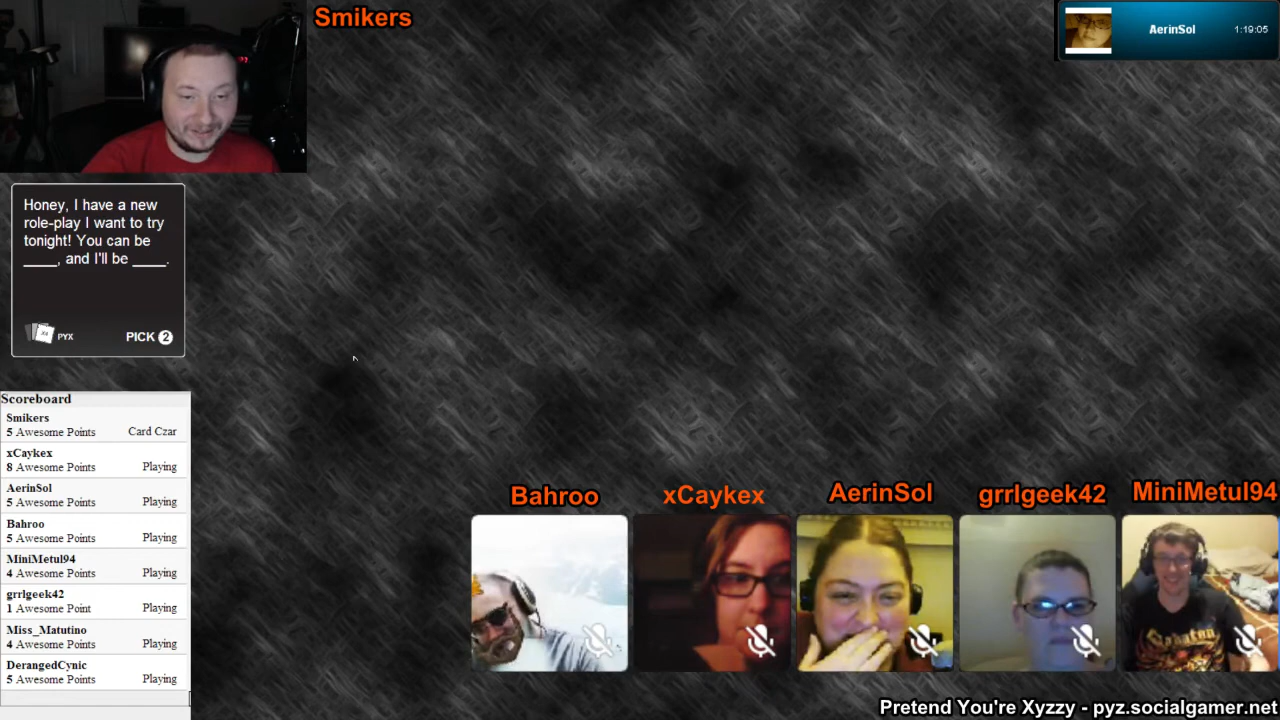 Smikers
AerinSol
1:19:05
Honey, I have a new
role-play I want to try
tonight! You can be
____, and I'll be ____.
PYX
PICK 2
Scoreboard
Smikers
5 Awesome Points Card Czar
xCaykex
8 Awesome Points Playing
AerinSol
5 Awesome Points Playing
Bahroo
5 Awesome Points Playing
MiniMetul94
4 Awesome Points Playing
grrlgeek42
1 Awesome Point Playing
Miss_Matutino
4 Awesome Points Playing
DerangedCynic
5 Awesome Points Playing
Bahroo
xCaykex
AerinSol
grrlgeek42
MiniMetul94
Pretend You're Xyzzy - pyz.socialgamer.net